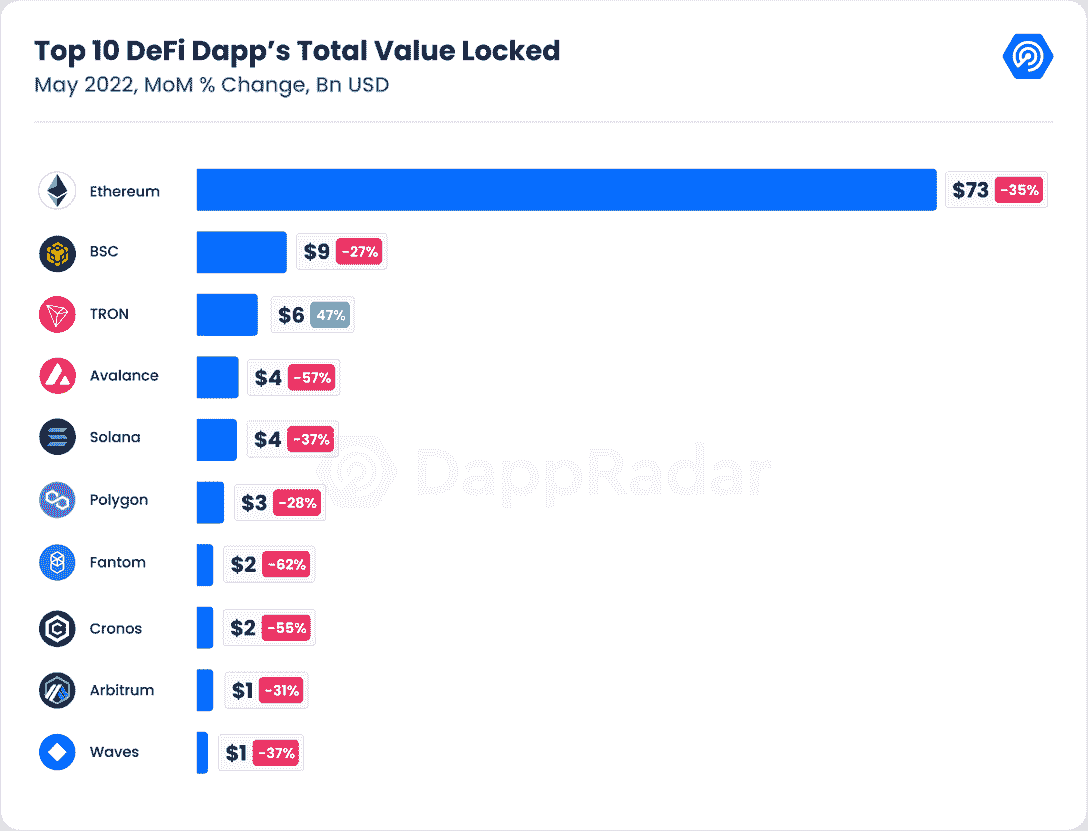 Top 10 DeFi Dapp's Total Value Locked
May 2022, MoM % Change, Bn USD
Ethereum $73 -35%
BSC $9 -27%
TRON $6 47%
Avalance $4 -57%
Solana $4 -37%
DappRadar
Polygon $3 -28%
Fantom $2 -62%
Cronos $2 -55%
Arbitrum $1 -31%
Waves $1 -37%